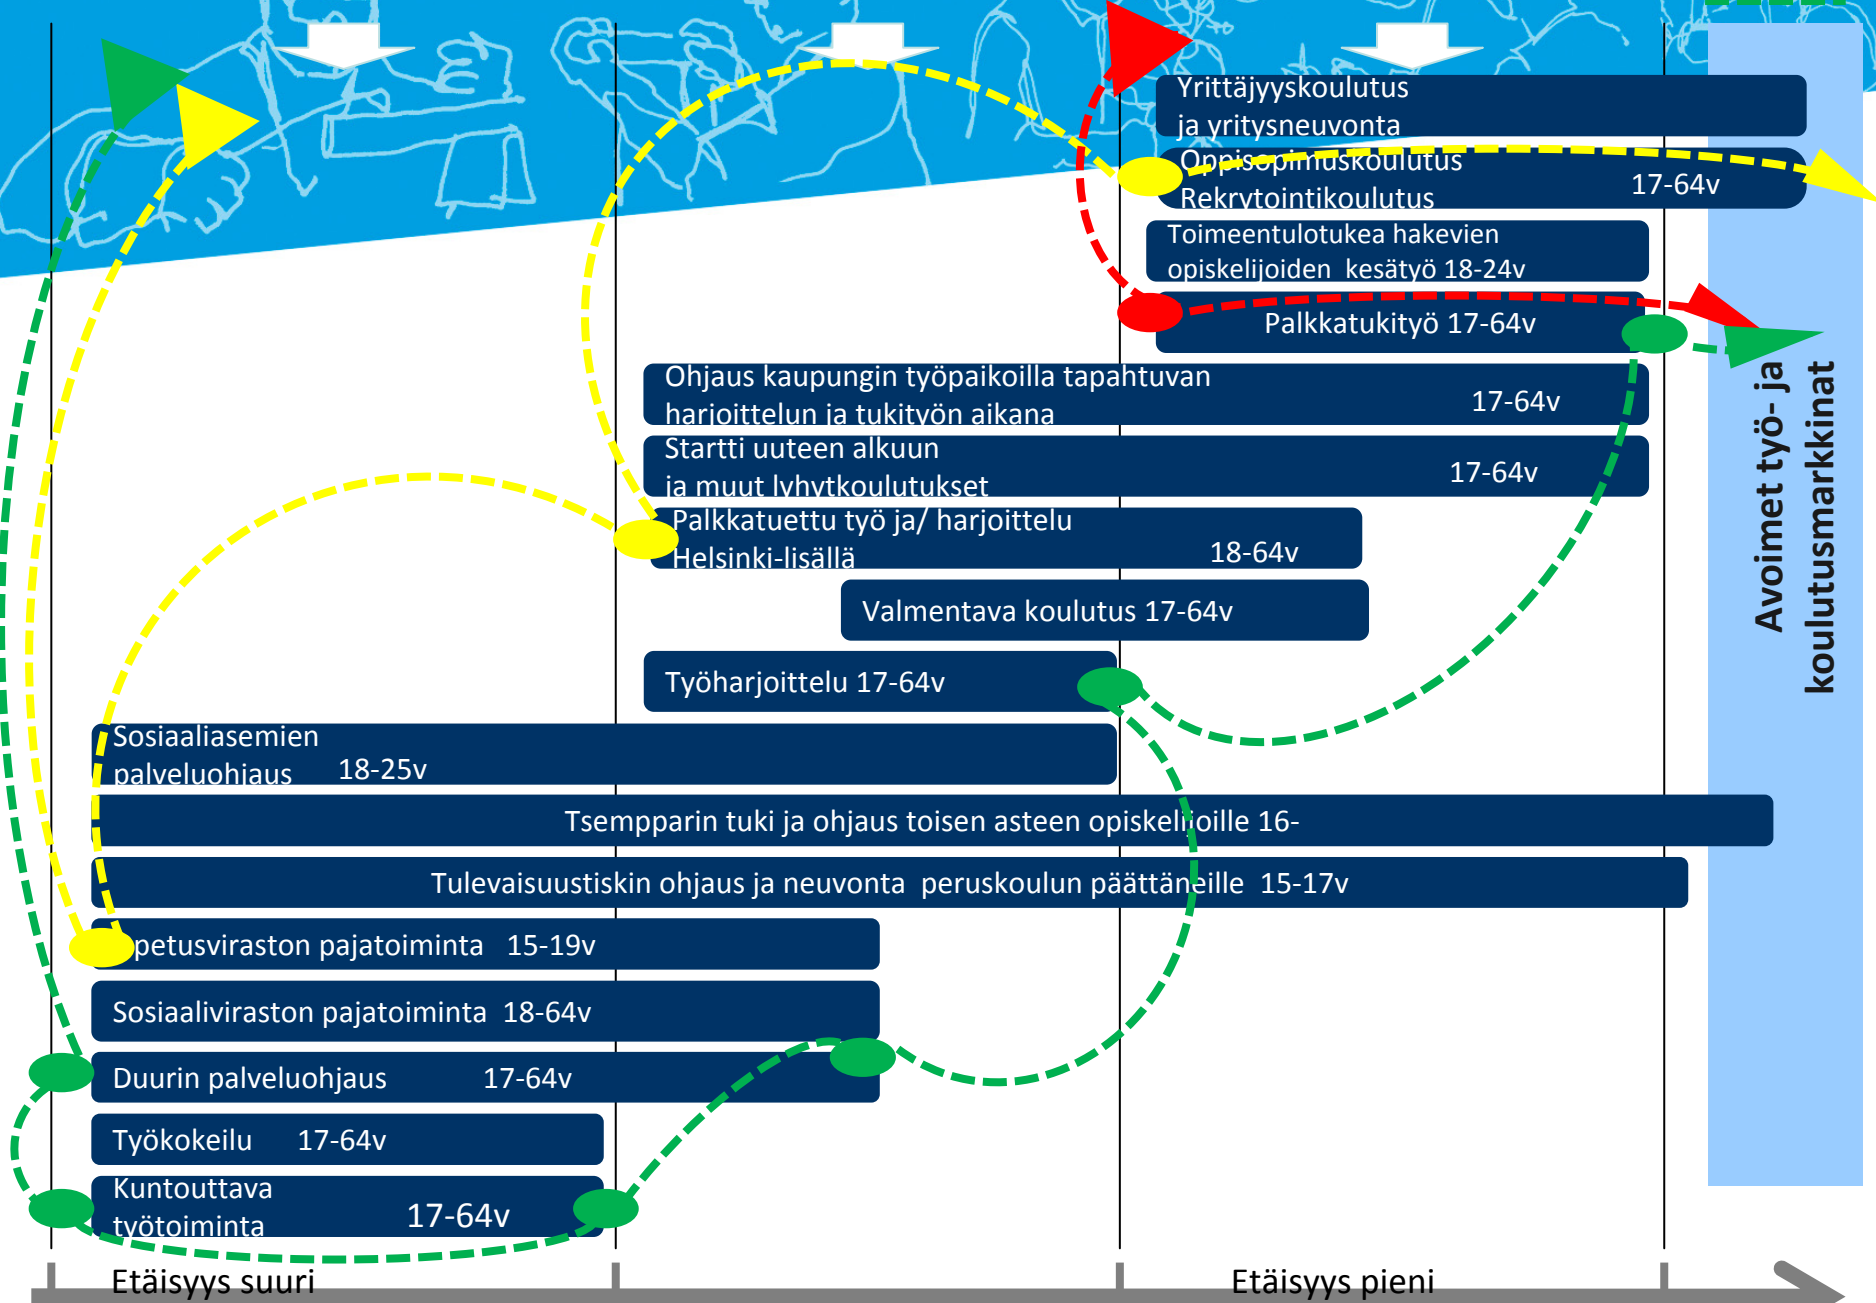 Yrittäjyyskoulutus
ja yritysneuvonta
Oppisopimuskoulutus
Rekrytointikoulutus 17-64v
Toimeentulotukea hakevien
opiskelijoiden kesätyö 18-24v
Palkkatukityö 17-64v
Ohjaus kaupungin työpaikoilla tapahtuvan
harjoittelun ja tukityön aikana 17-64v
Startti uuteen alkuun
ja muut lyhytkoulutukset 17-64v
Palkkatuettu työ ja/ harjoittelu
Helsinki-lisällä 18-64v
Valmentava koulutus 17-64v
Työharjoittelu 17-64v
Sosiaaliasemien
palveluohjaus 18-25v
Tsempparin tuki ja ohjaus toisen asteen opiskelijoille 16-
Tulevaisuustiskin ohjaus ja neuvonta peruskoulun päättäneille 15-17v
petusviraston pajatoiminta 15-19v
Sosiaaliviraston pajatoiminta 18-64v
Duurin palveluohjaus 17-64v
Työkokeilu 17-64v
Kuntouttava
työtoiminta 17-64v
Etäisyys suuri
Etäisyys pieni
Avoimet työ- ja
koulutusmarkkinat